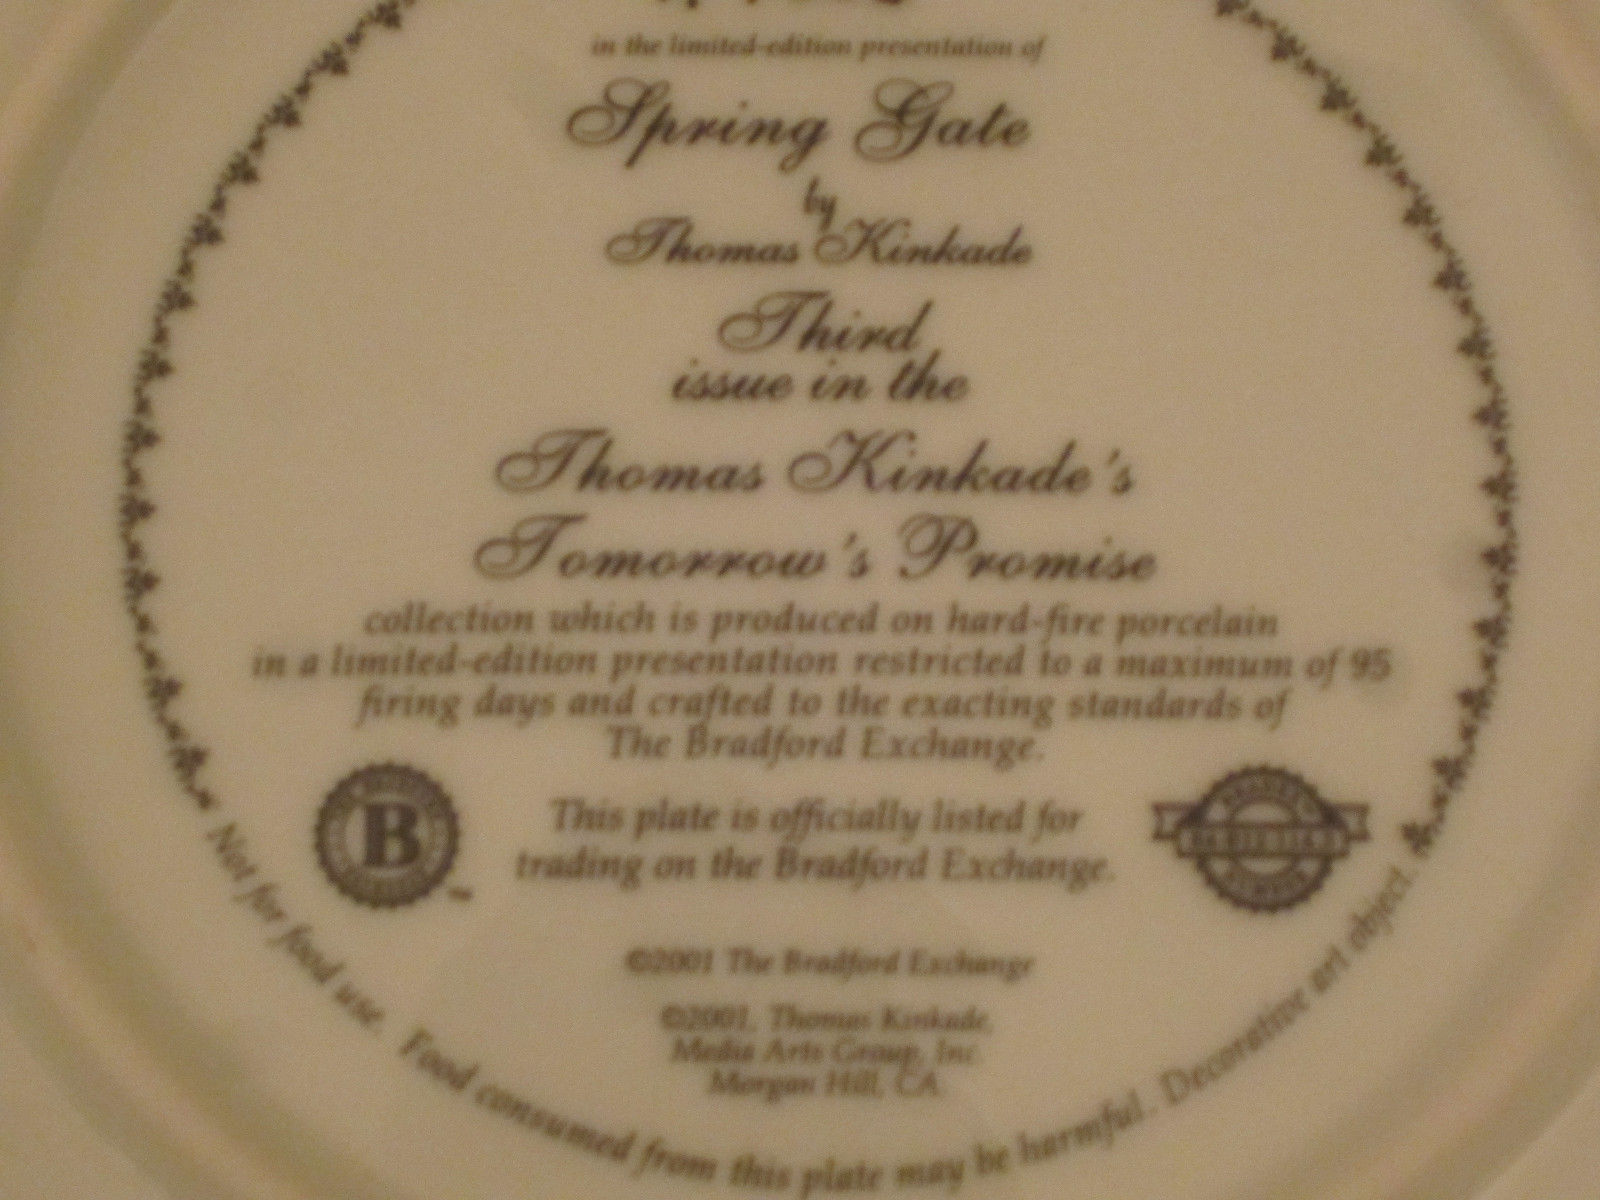 in the limited-edition presentation of
Spring Gate
by
Thomas Kinkade
Third
issue in the
Thomas Kinkade's
Tomorrow's Promise
collection which is produced on hard-fire porcelain
in a limited-edition presentation restricted to a maximum of 95
firing days and crafted to the exacting standards of
The Bradford Exchange.
B
This plate is officially listed for
trading on the Bradford Exchange.
©2001 The Bradford Exchange
©2001, Thomas Kinkade,
Media Arts Group, Inc.
Morgan Hill, CA.
Not for food use. Food consumed from this plate may be harmful. Decorative art object.